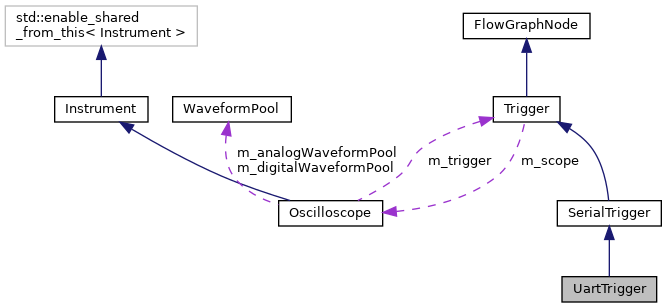 std::enable_shared
_from_this< Instrument >
FlowGraphNode
Instrument
WaveformPool
Trigger
m_analogWaveformPool
m_digitalWaveformPool
m_trigger
m_scope
Oscilloscope
SerialTrigger
UartTrigger